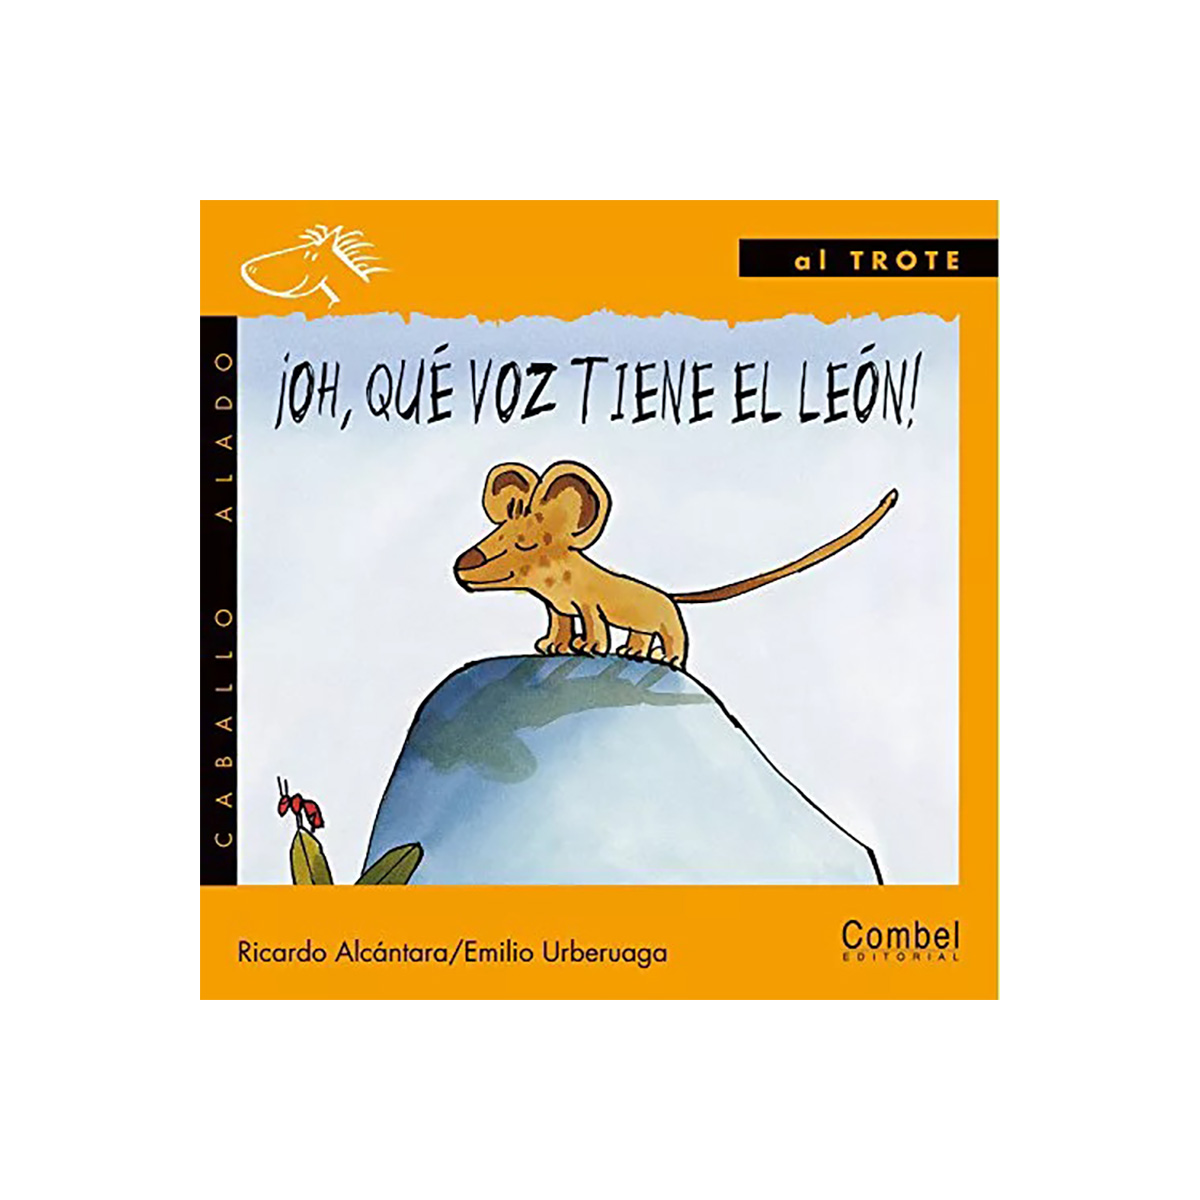 al TROTE
CABALLO ALADO
¡OH, QUÉ VOZ TIENE EL LEÓN!
Ricardo Alcántara/Emilio Urberuaga
Combel
EDITORIAL